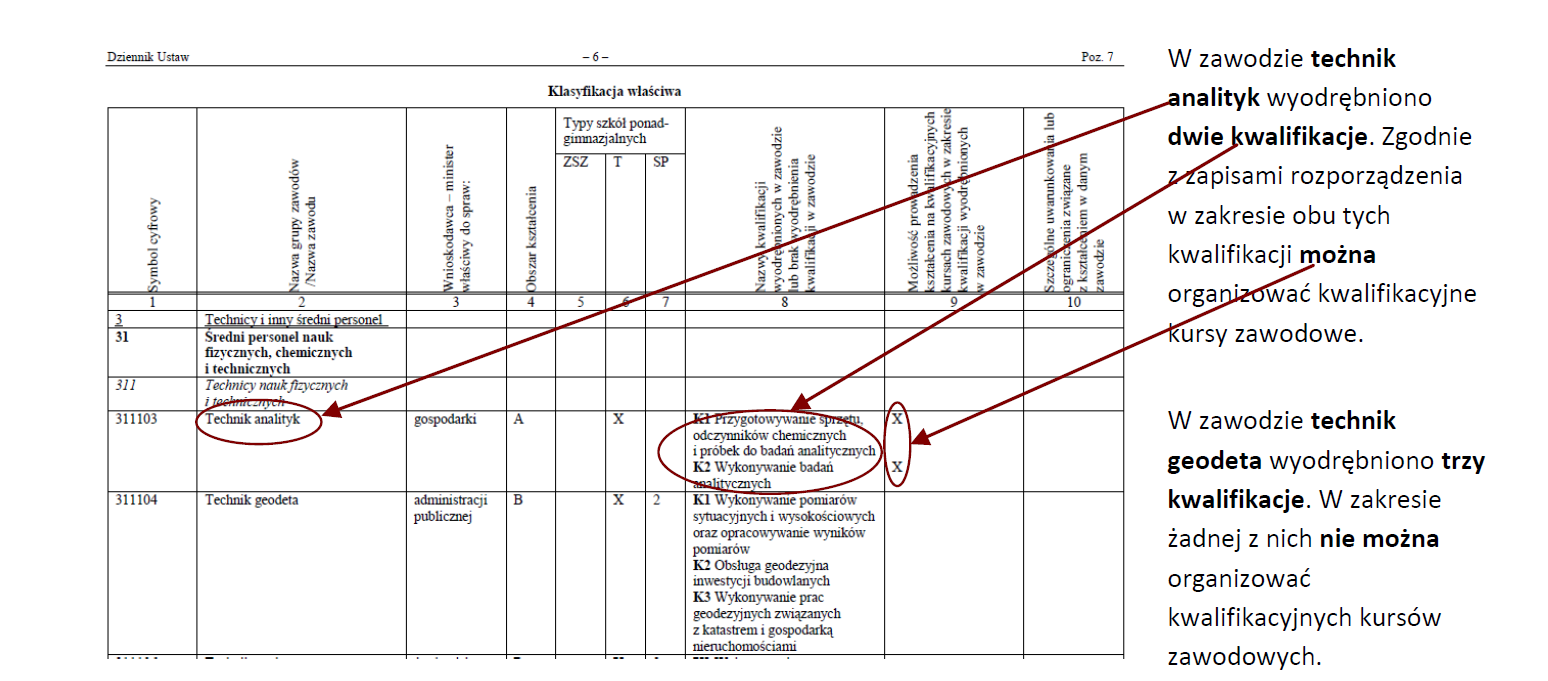 Dziennik Ustaw – 6 – Poz. 7
Klasyfikacja właściwa
Symbol cyfrowy
Nazwa grupy zawodów
/Nazwa zawodu
Wnioskodawca – minister
właściwy do spraw:
Obszar kształcenia
Typy szkół ponad-
gimnazjalnych
ZSZ T SP
Nazwy kwalifikacji
wyodrębnionych w zawodzie
lub brak wyodrębnienia
kwalifikacji w zawodzie
Możliwość prowadzenia
kształcenia na kwalifikacyjnych
kursach zawodowych w zakresie
kwalifikacji wyodrębnionych
w zawodzie
Szczególne uwarunkowania lub
ograniczenia związane
z kształceniem w danym
zawodzie
1 2 3 4 5 6 7 8 9 10
3 Technicy i inny średni personel
31 Średni personel nauk
fizycznych, chemicznych
i technicznych
311 Technicy nauk fizycznych
i technicznych
311103 Technik analityk gospodarki A X K1 Przygotowywanie sprzętu, X
odczynników chemicznych
i próbek do badań analitycznych
K2 Wykonywanie badań X
analitycznych
311104 Technik geodeta administracji B X 2 K1 Wykonywanie pomiarów
publicznej sytuacyjnych i wysokościowych
oraz opracowywanie wyników
pomiarów
K2 Obsługa geodezyjna
inwestycji budowlanych
K3 Wykonywanie prac
geodezyjnych związanych
z katastrem i gospodarką
nieruchomościami
W zawodzie technik
analityk wyodrębniono
dwie kwalifikacje. Zgodnie
z zapisami rozporządzenia
w zakresie obu tych
kwalifikacji można
organizować kwalifikacyjne
kursy zawodowe.
W zawodzie technik
geodeta wyodrębniono trzy
kwalifikacje. W zakresie
żadnej z nich nie można
organizować
kwalifikacyjnych kursów
zawodowych.